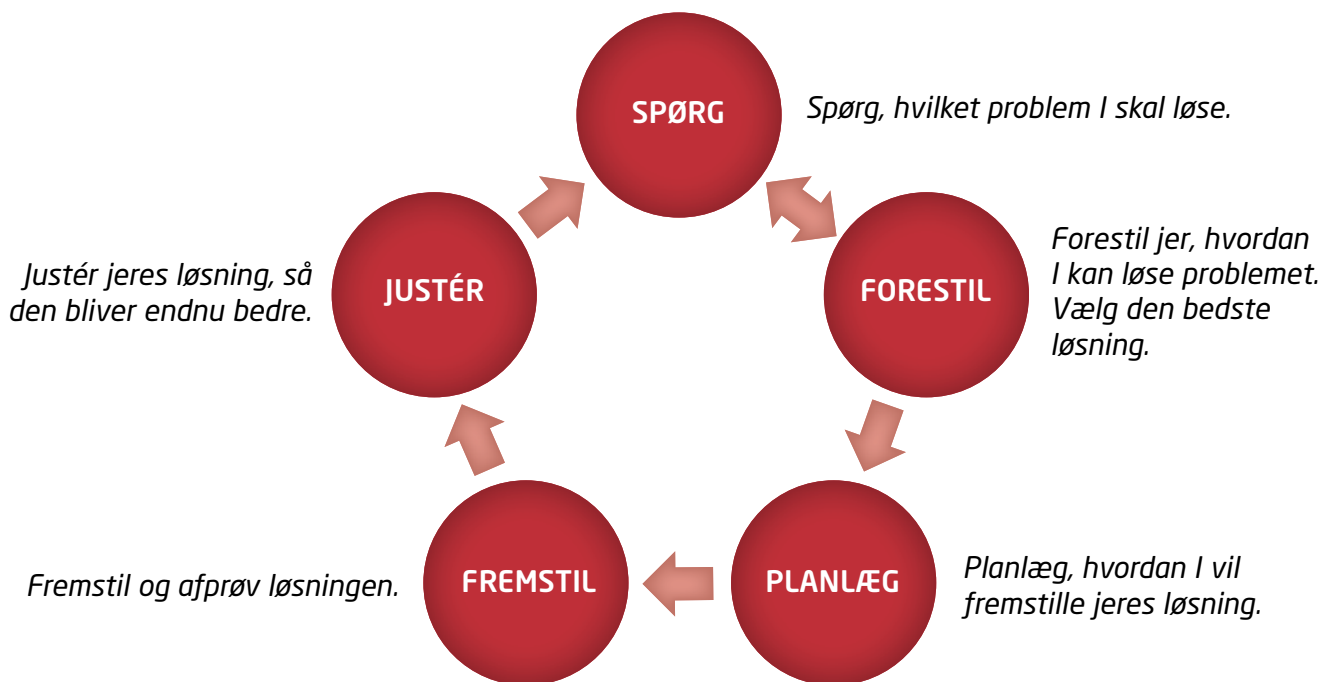 SPØRG
Spørg, hvilket problem I skal løse.
FORESTIL
Forestil jer, hvordan
I kan løse problemet.
Vælg den bedste
løsning.
PLANLÆG
Planlæg, hvordan I vil
fremstille jeres løsning.
FREMSTIL
Fremstil og afprøv løsningen.
JUSTÉR
Justér jeres løsning, så
den bliver endnu bedre.